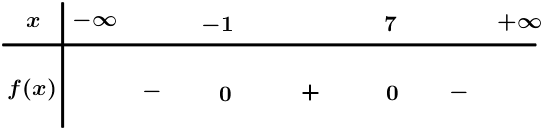 x −∞ −1 7 +∞
f(x) − 0 + 0 −